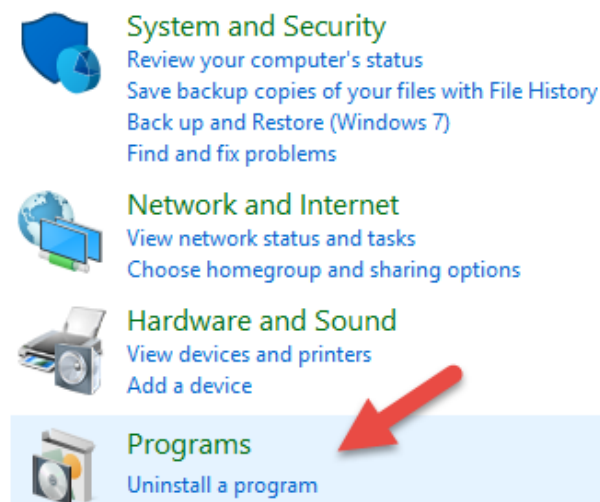 System and Security
Review your computer's status
Save backup copies of your files with File History
Back up and Restore (Windows 7)
Find and fix problems
Network and Internet
View network status and tasks
Choose homegroup and sharing options
Hardware and Sound
View devices and printers
Add a device
Programs
Uninstall a program